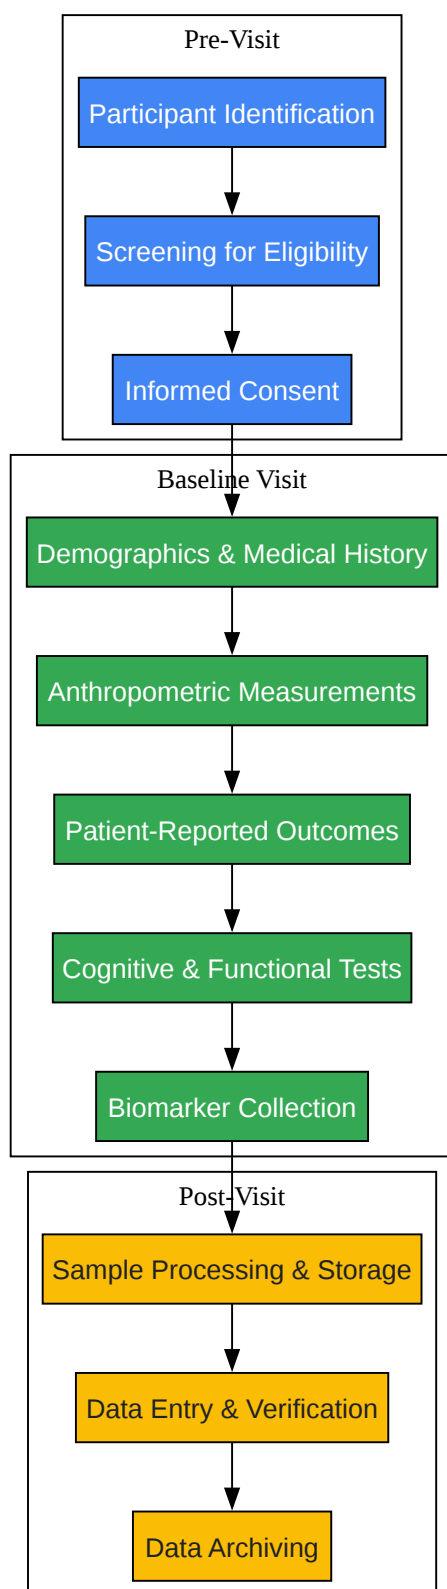 Pre-Visit
Participant Identification
Screening for Eligibility
Informed Consent
Baseline Visit
Demographics & Medical History
Anthropometric Measurements
Patient-Reported Outcomes
Cognitive & Functional Tests
Biomarker Collection
Post-Visit
Sample Processing & Storage
Data Entry & Verification
Data Archiving